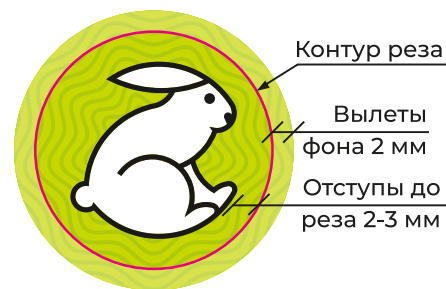 Контур реза
Вылеты
фона 2 мм
Отступы до
реза 2-3 мм